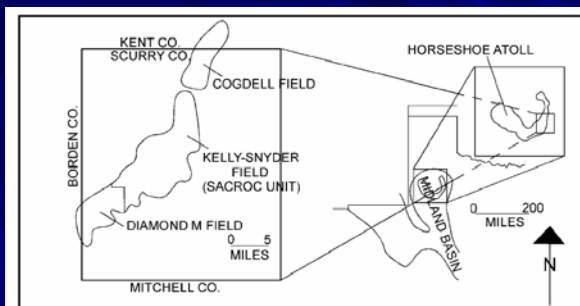 KENT CO.
SCURRY CO.
COGDELL FIELD
BORDEN CO.
KELLY-SNYDER
FIELD
(SACROC UNIT)
DIAMOND M FIELD
0 5
MILES
MITCHELL CO.
HORSESHOE ATOLL
MIDLAND BASIN
0 200
MILES
N